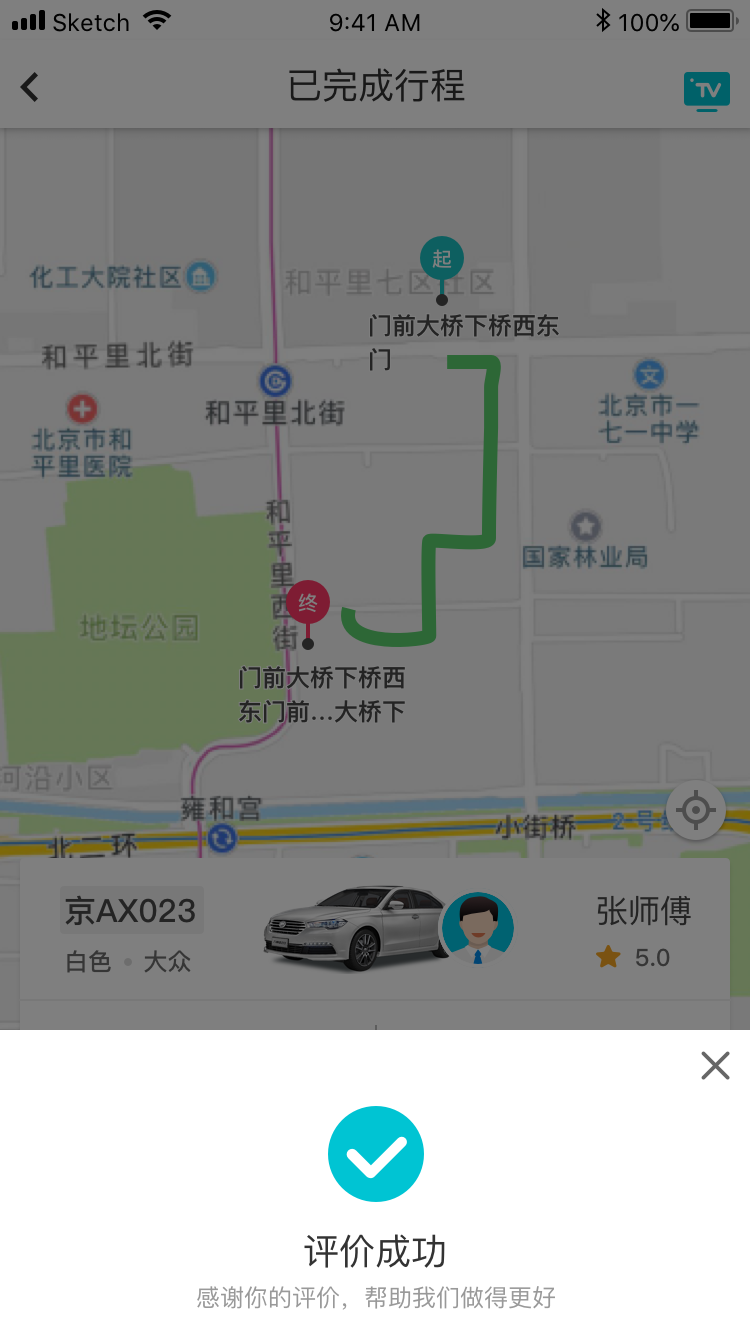 Sketch 9:41 AM 100%
已完成行程
TV
起
化工大院社区
和平里七区社区
门前大桥下桥西东
门
和平里北街
和平里北街
文
北京市一
七一中学
北京市和
平里医院
和平里西街
国家林业局
终
地坛公园
门前大桥下桥西
东门前...大桥下
河沿小区
雍和宫
北二环
小街桥
2号
京AX023
张师傅
白色 • 大众
5.0
评价成功
感谢你的评价，帮助我们做得更好